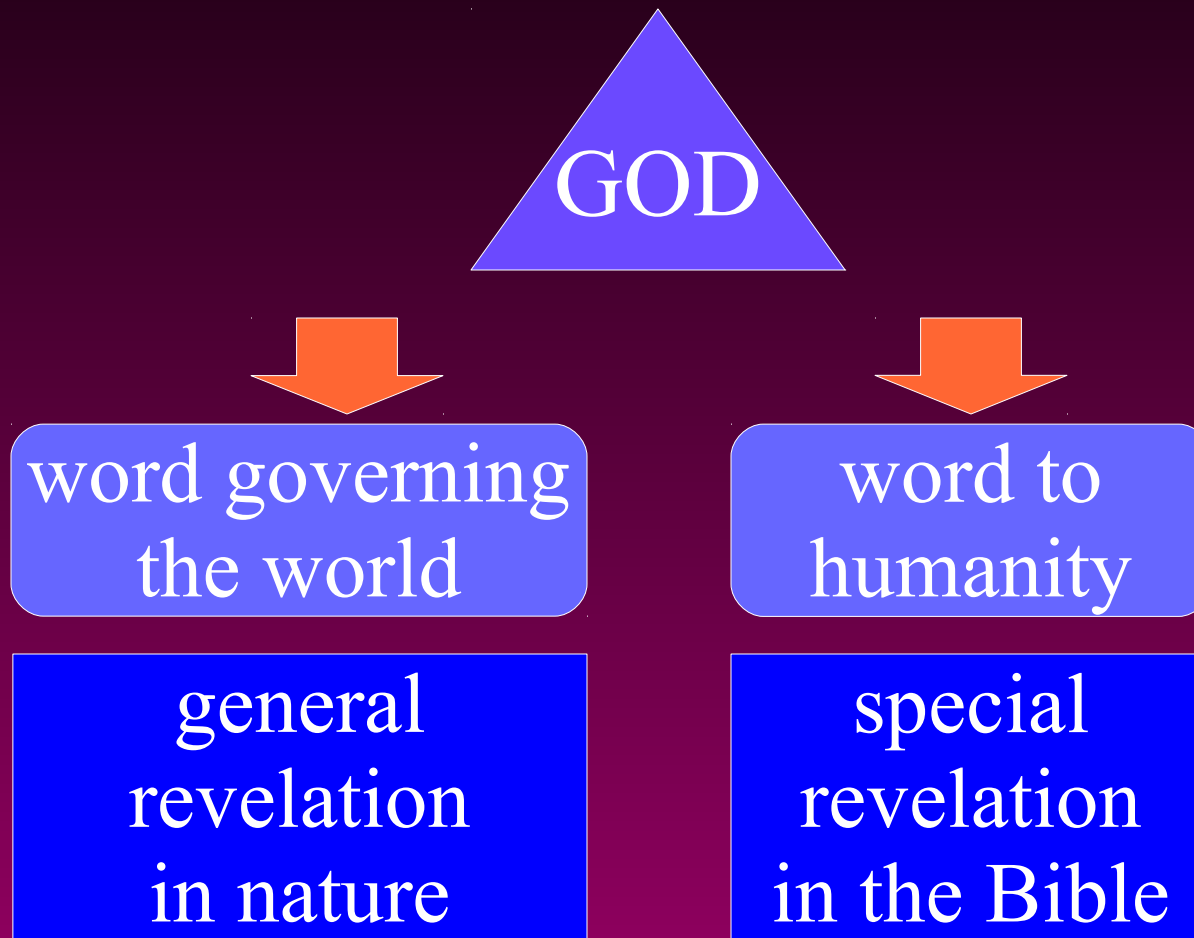 GOD
word governing
the world
word to
humanity
general
revelation
in nature
special
revelation
in the Bible